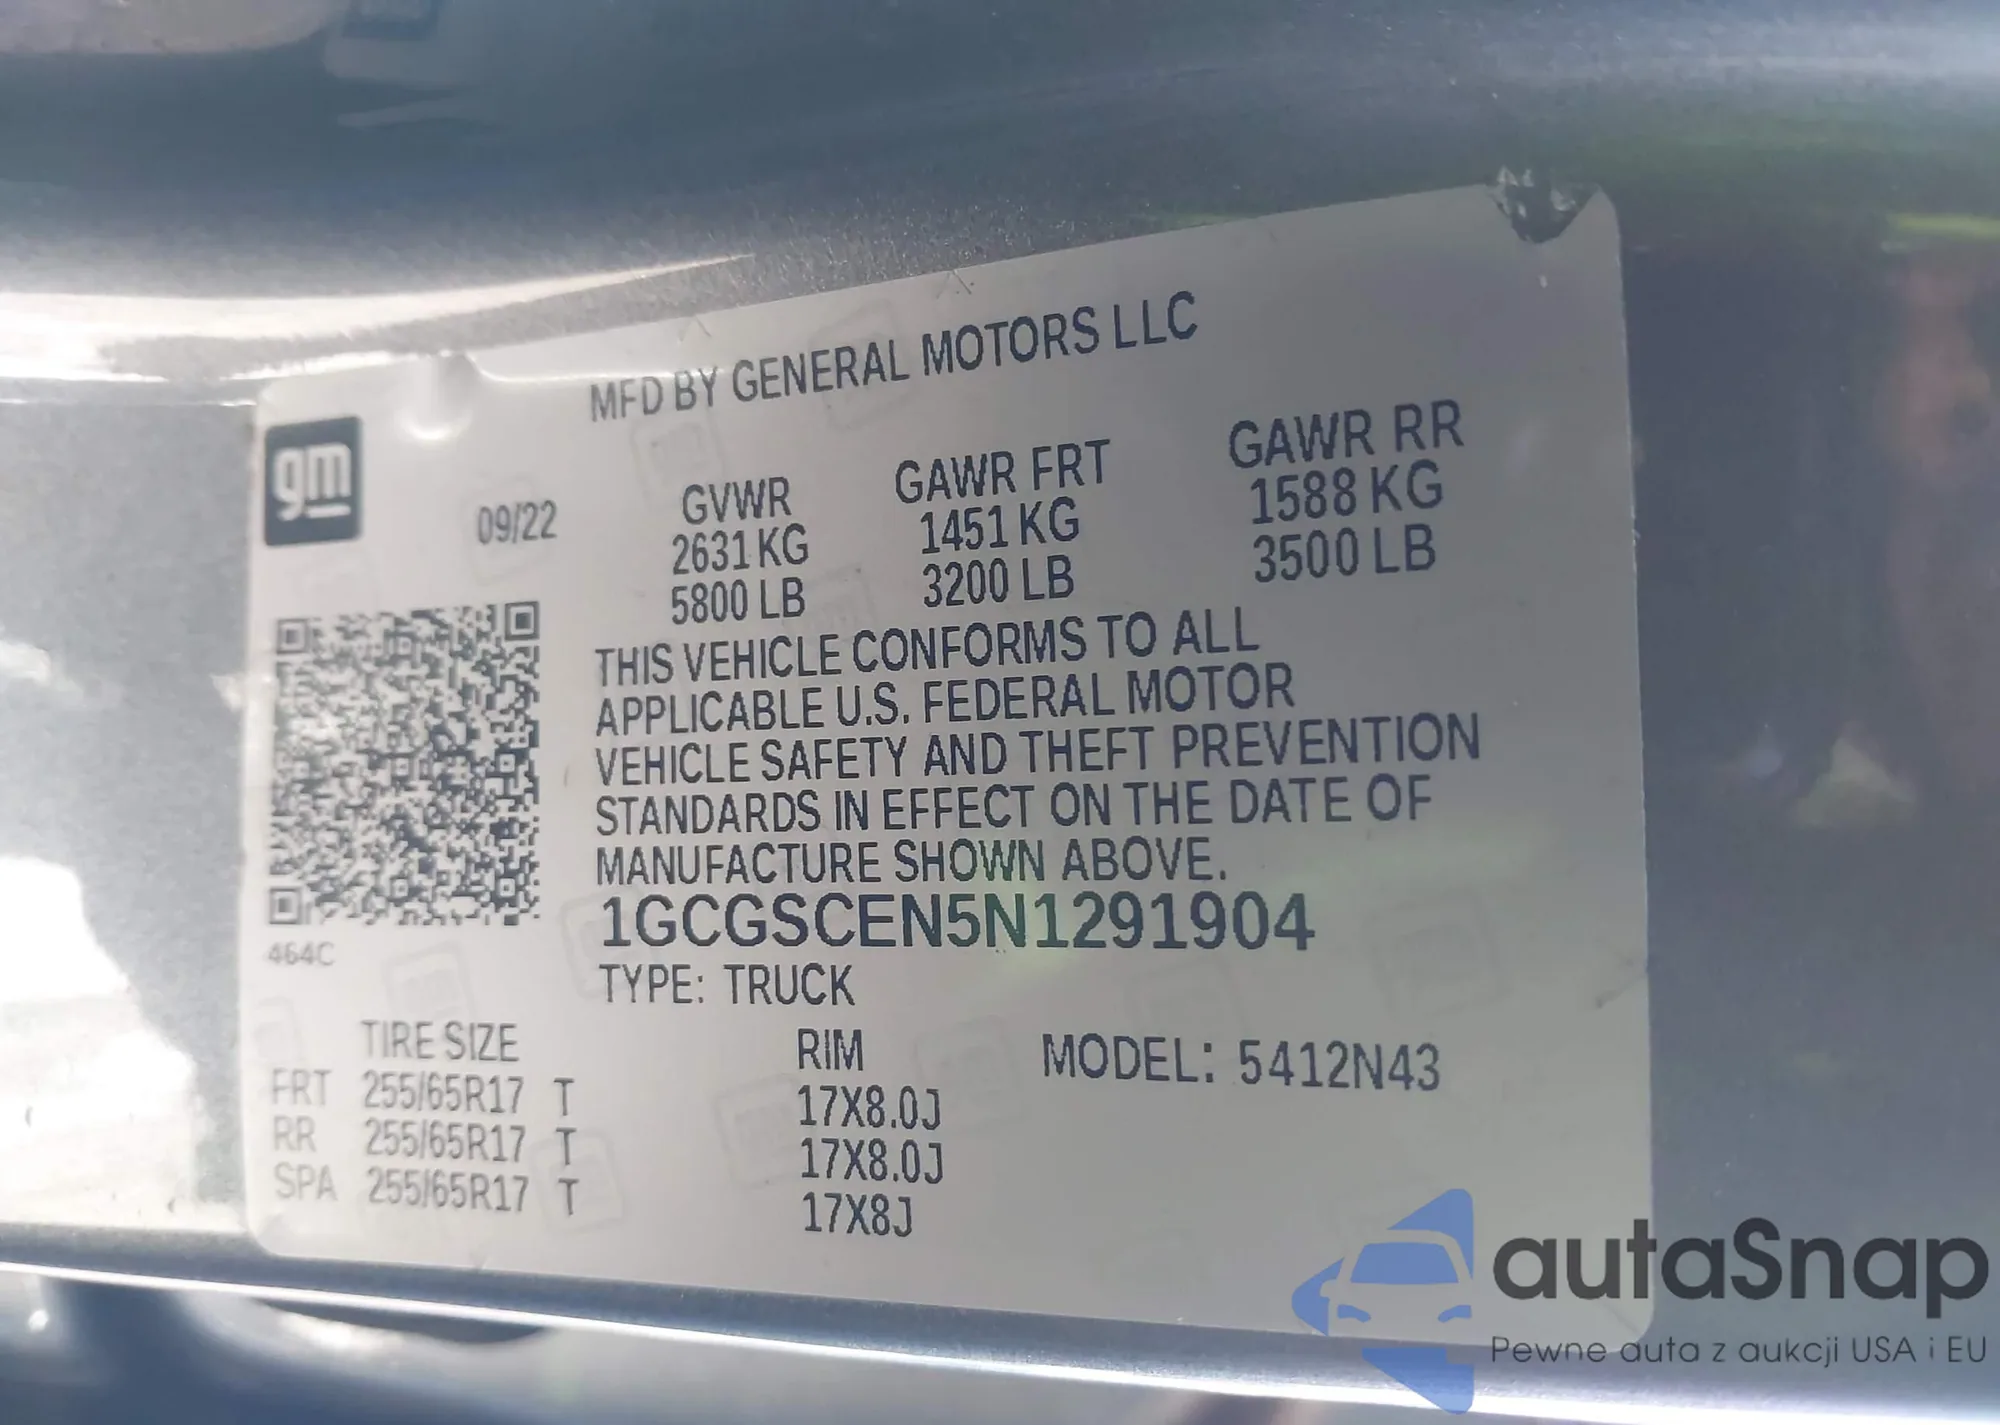 MFD BY GENERAL MOTORS LLC
gm
09/22
GVWR GAWR FRT GAWR RR
2631 KG 1451 KG 1588 KG
5800 LB 3200 LB 3500 LB
THIS VEHICLE CONFORMS TO ALL
APPLICABLE U.S. FEDERAL MOTOR
VEHICLE SAFETY AND THEFT PREVENTION
STANDARDS IN EFFECT ON THE DATE OF
MANUFACTURE SHOWN ABOVE.
1GCGSCEN5N1291904
464C
TYPE: TRUCK
TIRE SIZE RIM MODEL: 5412N43
FRT 255/65R17 T 17X8.0J
RR 255/65R17 T 17X8.0J
SPA 255/65R17 T 17X8J
autaSnap
Pewne auta z aukcji USA i EU